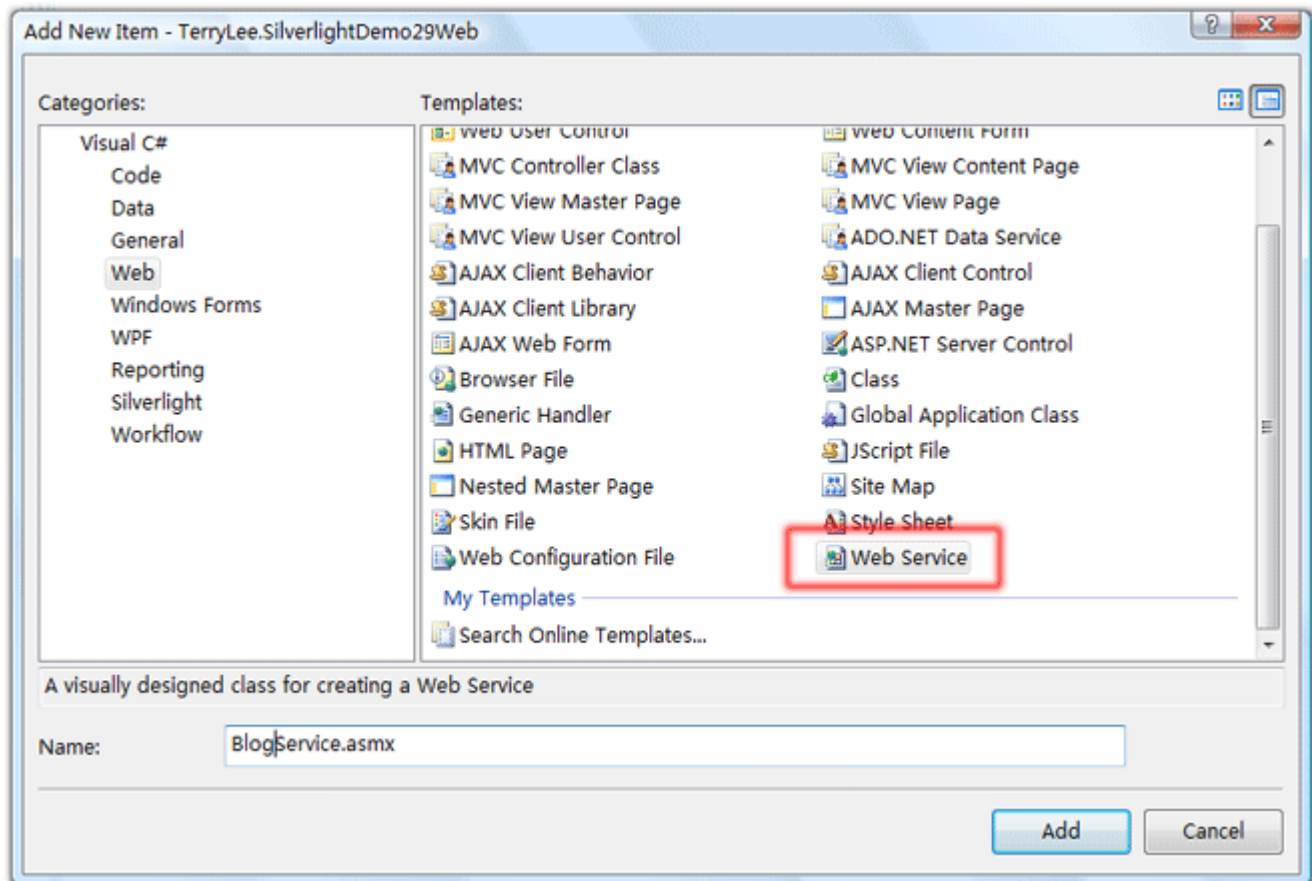 Add New Item - TerryLee.SilverlightDemo29Web
Categories:
Templates:
Visual C#
Code
Data
General
Web
Windows Forms
WPF
Reporting
Silverlight
Workflow
Web User Control
Web Content Form
MVC Controller Class
MVC View Content Page
MVC View Master Page
MVC View Page
MVC View User Control
ADO.NET Data Service
AJAX Client Behavior
AJAX Client Control
AJAX Client Library
AJAX Master Page
AJAX Web Form
ASP.NET Server Control
Browser File
Class
Generic Handler
Global Application Class
HTML Page
JScript File
Nested Master Page
Site Map
Skin File
Style Sheet
Web Configuration File
Web Service
My Templates
Search Online Templates...
A visually designed class for creating a Web Service
Name:
BlogService.asmx
Add
Cancel